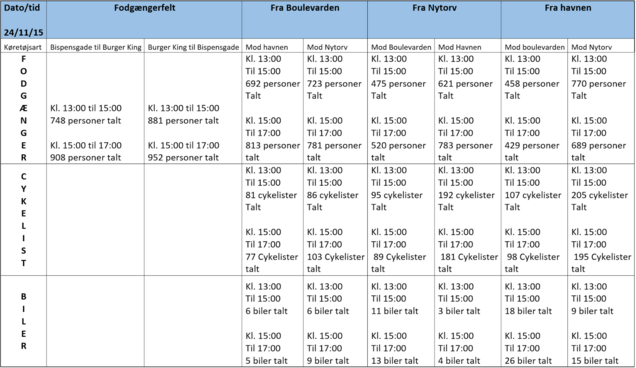 Dato/tid Fodgængerfelt Fra Boulevarden Fra Nytorv Fra havnen
24/11/15
Køretøjsart Bispensgade til Burger King Burger King til Bispensgade Mod havnen Mod Nytorv Mod Boulevarden Mod Havnen Mod boulevarden Mod Nytorv
F Kl. 13:00 Kl. 13:00 Kl. 13:00 Kl. 13:00 Kl. 13:00 Kl. 13:00
O Til 15:00 Til 15:00 Til 15:00 Til 15:00 Til 15:00 Til 15:00
D 692 personer 723 personer 475 personer 621 personer 458 personer 770 personer
G Talt Talt Talt Talt Talt Talt
Æ Kl. 13:00 til 15:00 Kl. 13:00 til 15:00
N 748 personer talt 881 personer talt Kl. 15:00 Kl. 15:00 Kl. 15:00 Kl. 15:00 Kl. 15:00 Kl. 15:00
G Til 17:00 Til 17:00 Til 17:00 Til 17:00 Til 17:00 Til 17:00
E Kl. 15:00 til 17:00 Kl. 15:00 til 17:00 813 personer 781 personer 520 personer 783 personer 429 personer 689 personer
R 908 personer talt 952 personer talt talt talt talt talt talt talt
Kl. 13:00 Kl. 13:00 Kl. 13:00 Kl. 13:00 Kl. 13:00 Kl. 13:00
C Til 15:00 Til 15:00 Til 15:00 Til 15:00 Til 15:00 Til 15:00
Y 81 cykelister 86 cykelister 95 cykelister 192 cykelister 107 cykelister 205 cykelister
K Talt Talt Talt Talt Talt Talt
E
L Kl. 15:00 Kl. 15:00 Kl. 15:00 Kl. 15:00 Kl. 15:00 Kl. 15:00
I Til 17:00 Til 17:00 Til 17:00 Til 17:00 Til 17:00 Til 17:00
S 77 Cykelister 103 Cykelister 89 Cykelister 181 Cykelister 98 Cykelister 195 Cykelister
T talt talt talt talt talt talt
Kl. 13:00 Kl. 13:00 Kl. 13:00 Kl. 13:00 Kl. 13:00 Kl. 13:00
B Til 15:00 Til 15:00 Til 15:00 Til 15:00 Til 15:00 Til 15:00
I 6 biler talt 6 biler talt 11 biler talt 3 biler talt 18 biler talt 9 biler talt
L
E Kl. 15:00 Kl. 15:00 Kl. 15:00 Kl. 15:00 Kl. 15:00 Kl. 15:00
R Til 17:00 Til 17:00 Til 17:00 Til 17:00 Til 17:00 Til 17:00
5 biler talt 9 biler talt 13 biler talt 4 biler talt 26 biler talt 15 biler talt